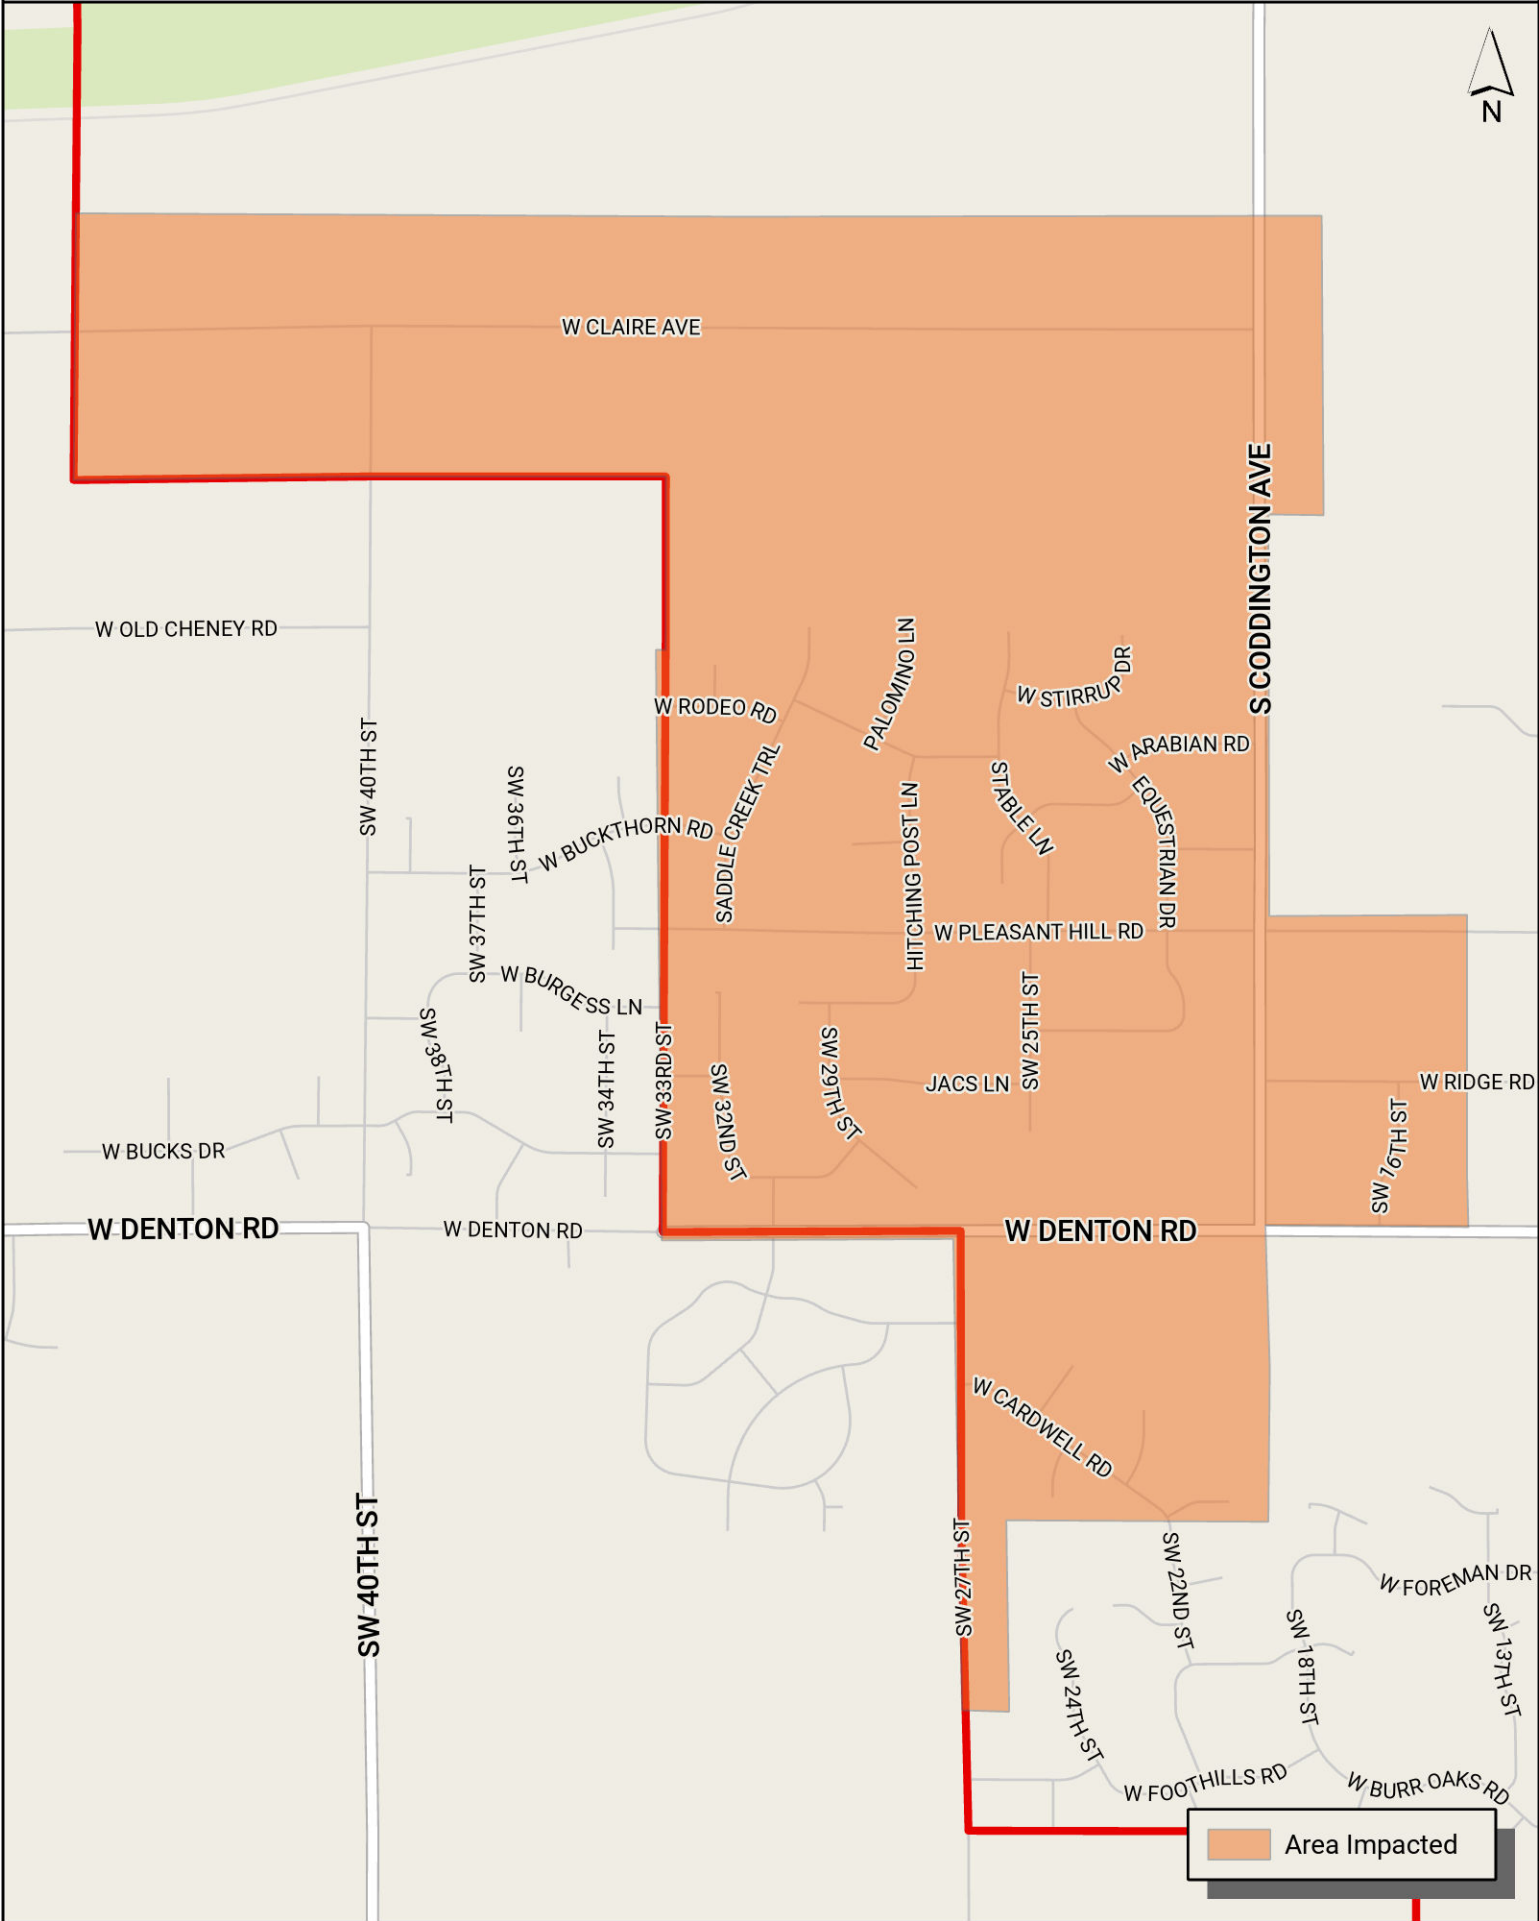 N
W CLAIRE AVE
S CODDINGTON AVE
W OLD CHENEY RD
PALOMINO LN
W STIRRUP DR
W RODEO RD
SW 40TH ST
W ARABIAN RD
SADDLE CREEK TRL
STABLE LN
SW 36TH ST
EQUESTRIAN DR
HITCHING POST LN
W BUCKTHORN RD
SW 37TH ST
W PLEASANT HILL RD
W BURGESS LN
SW 25TH ST
SW 38TH ST
SW 34TH ST
SW 33RD ST
SW 32ND ST
SW 29TH ST
JACS LN
W RIDGE RD
SW 16TH ST
W BUCKS DR
W DENTON RD
W DENTON RD
W DENTON RD
W CARDWELL RD
SW 40TH ST
SW 27TH ST
SW 22ND ST
W FOREMAN DR
SW 18TH ST
SW 13TH ST
SW 24TH ST
W FOOTHILLS RD
W BURR OAKS RD
Area Impacted